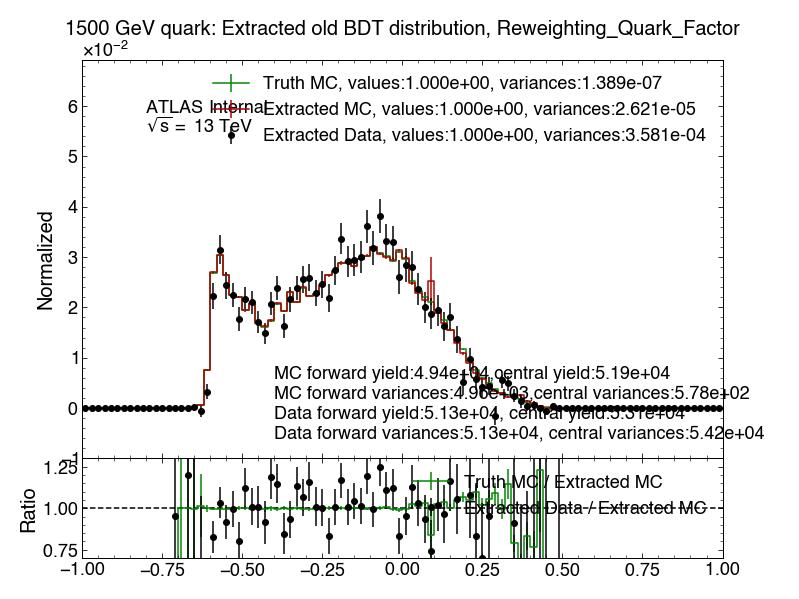 1500 GeV quark: Extracted old BDT distribution, Reweighting_Quark_Factor
×10⁻²
Truth MC, values:1.000e+00, variances:1.389e-07
ATLAS Internal
Extracted MC, values:1.000e+00, variances:2.621e-05
√s = 13 TeV
Extracted Data, values:1.000e+00, variances:3.581e-04
6
5
4
3
2
1
0
−1
Normalized
MC forward yield:4.94e+04,central yield:5.19e+04
MC forward variances:4.96e+03,central variances:5.78e+02
Data forward yield:5.13e+04, central yield:5.51e+04
Data forward variances:5.13e+04, central variances:5.42e+04
1.25
1.00
0.75
Ratio
Truth MC / Extracted MC
Extracted Data / Extracted MC
−1.00 −0.75 −0.50 −0.25 0.00 0.25 0.50 0.75 1.00